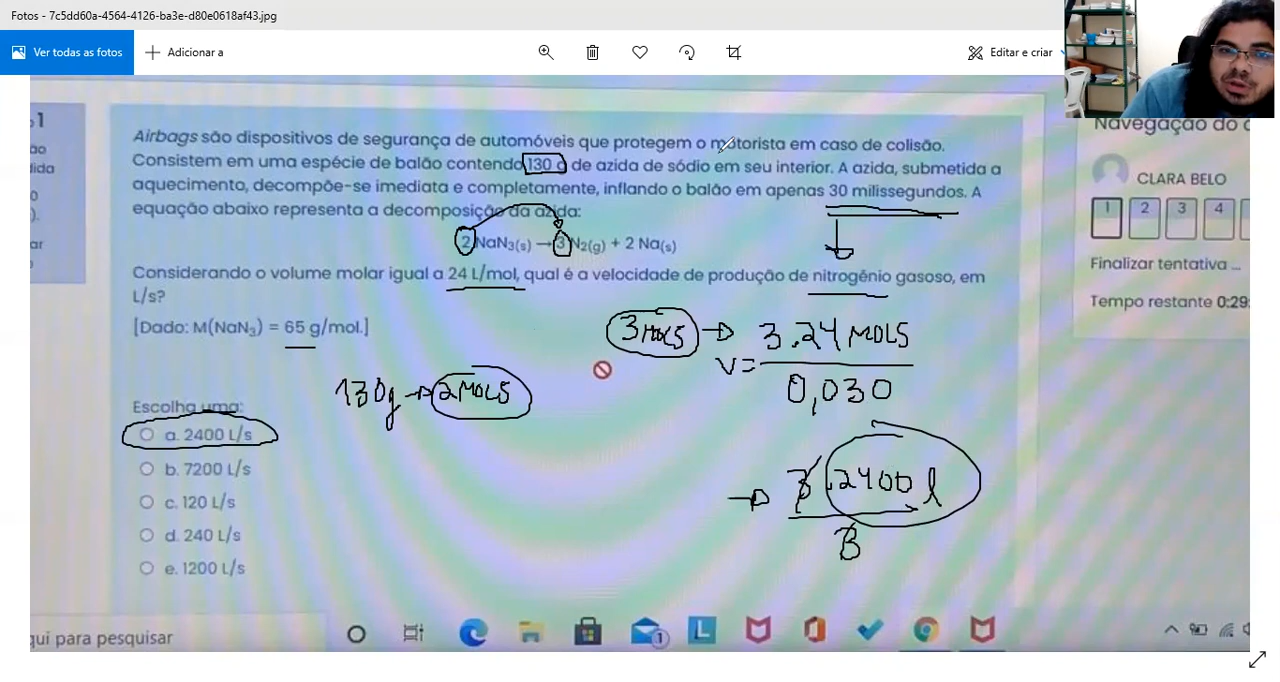 Fotos - 7c5dd60a-4564-4126-ba3e-d80e0618af43.jpg
Ver todas as fotos
Adicionar a
Editar e criar
Airbags são dispositivos de segurança de automóveis que protegem o motorista em caso de colisão.
Consistem em uma espécie de balão contendo 130 g de azida de sódio em seu interior. A azida, submetida a
aquecimento, decompõe-se imediata e completamente, inflando o balão em apenas 30 milissegundos. A
equação abaixo representa a decomposição da azida:
2 NaN3(s) → 3 N2(g) + 2 Na(s)
Considerando o volume molar igual a 24 L/mol, qual é a velocidade de produção de nitrogênio gasoso, em
L/s?
[Dado: M(NaN3) = 65 g/mol.]
3 MOLS → V = 3.24 MOLS
0,030
130g → 2 MOLS
→ 3.2400 l
3
Escolha uma:
a. 2400 L/s
b. 7200 L/s
c. 120 L/s
d. 240 L/s
e. 1200 L/s
1
ar
Navegação do
CLARA BELO
1 2 3 4
Finalizar tentativa ...
Tempo restante 0:29:
qui para pesquisar
1
L